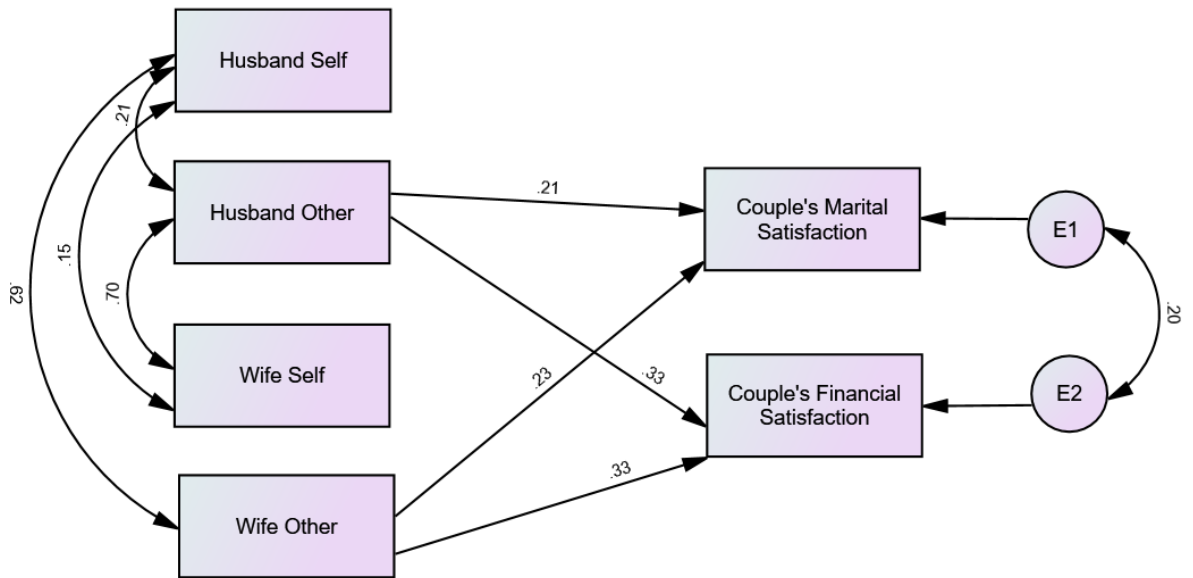 Husband Self
.21
Husband Other
.21
Couple's Marital
Satisfaction
E1
.15
.62
.70
.20
.23
.33
Wife Self
Couple's Financial
Satisfaction
E2
.33
Wife Other